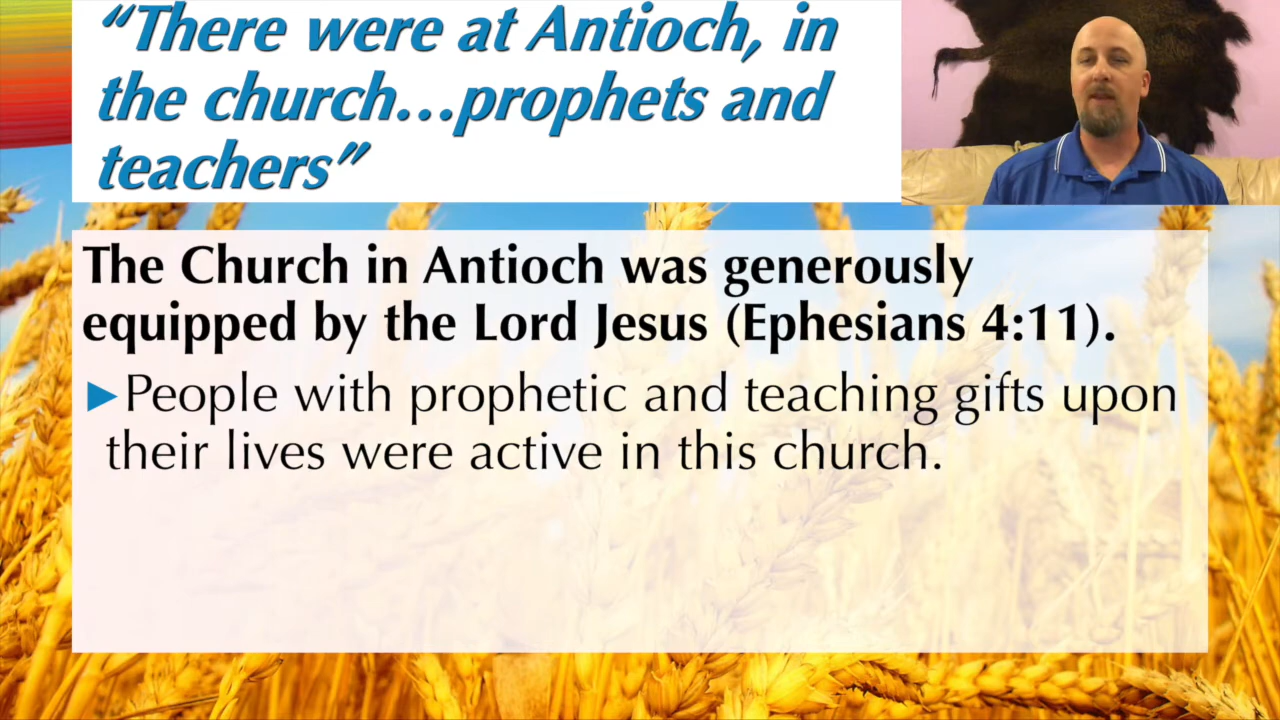 “There were at Antioch, in
the church…prophets and
teachers”
The Church in Antioch was generously
equipped by the Lord Jesus (Ephesians 4:11).
►People with prophetic and teaching gifts upon
their lives were active in this church.